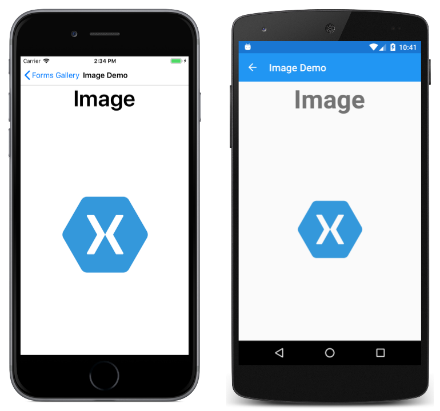 Carrier 2:34 PM
Forms Gallery Image Demo
Image
X
10:41
Image Demo
Image
X